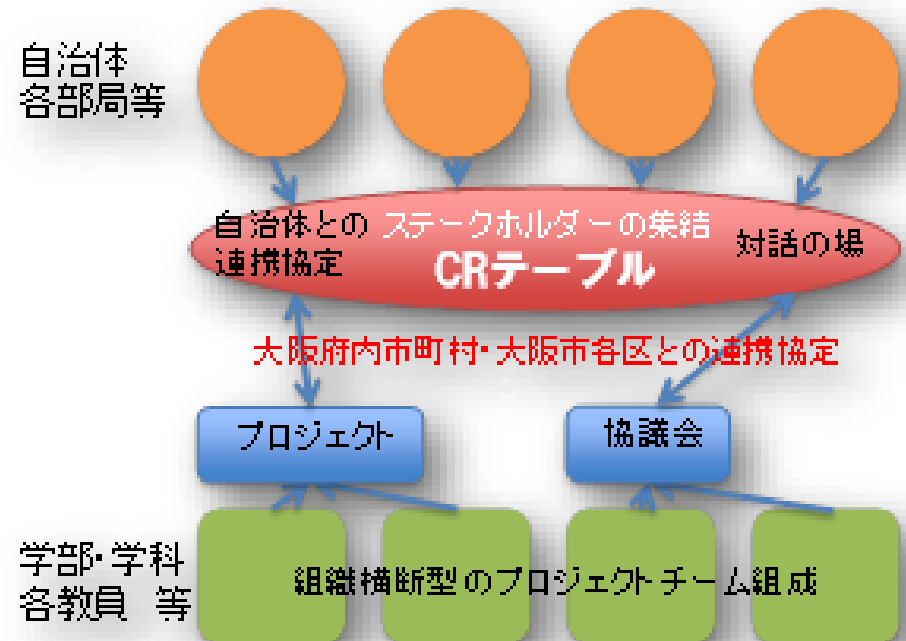 自治体
各部局等
自治体との
連携協定
ステークホルダーの集結
CRテーブル
対話の場
大阪府内市町村・大阪市各区との連携協定
プロジェクト
協議会
学部・学科
各教員 等
組織横断型のプロジェクトチーム組成